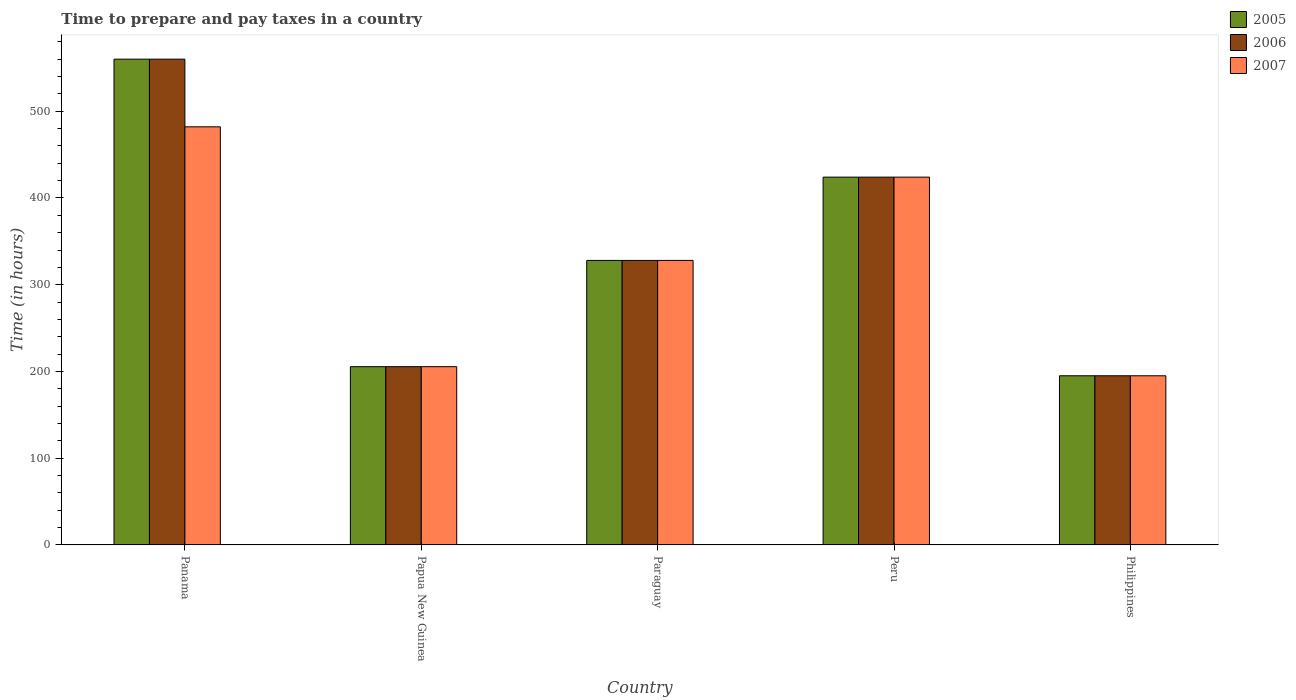 Time to prepare and pay taxes in a country
2005
2006
2007
Time (in hours)
500
400
300
200
100
0
Panama
Papua New Guinea
Paraguay
Peru
Philippines
Country